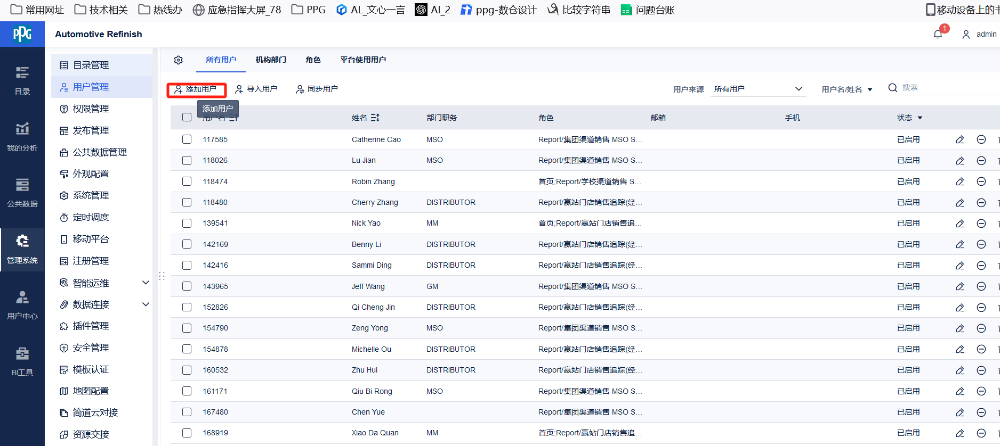 常用网址 技术相关 热线办 应急指挥大屏_78 PPG AL_文心一言 AI_2 ppg-数仓设计 比较字符串 问题台账 移动设备上的
PPG Automotive Refinish 1 admin
目录
我的分析
公共数据
管理系统
用户中心
BI工具
目录管理
用户管理
权限管理
发布管理
公共数据管理
外观配置
系统管理
定时调度
移动平台
注册管理
智能运维
数据连接
插件管理
安全管理
模板认证
地图配置
简道云对接
资源交接
所有用户 机构部门 角色 平台使用用户
添加用户 导入用户 同步用户 用户来源 所有用户 用户名/姓名 搜索
添加用户
用户名 姓名 部门职务 角色 邮箱 手机 状态
117585 Catherine Cao MSO Report/集团渠道销售 MSO S... 已启用
118026 Lu Jian MSO Report/集团渠道销售 MSO S... 已启用
118474 Robin Zhang 首页;Report/学校渠道销售 S... 已启用
118480 Cherry Zhang DISTRIBUTOR Report/赢站门店销售追踪(经... 已启用
139541 Nick Yao MM 首页;Report/赢站门店销售追... 已启用
142169 Benny Li DISTRIBUTOR Report/赢站门店销售追踪(经... 已启用
142416 Sammi Ding DISTRIBUTOR Report/赢站门店销售追踪(经... 已启用
143965 Jeff Wang GM Report/集团渠道销售 MSO S... 已启用
152826 Qi Cheng Jin DISTRIBUTOR Report/赢站门店销售追踪(经... 已启用
154790 Zeng Yong MSO Report/集团渠道销售 MSO S... 已启用
154878 Michelle Ou DISTRIBUTOR Report/赢站门店销售追踪(经... 已启用
160532 Zhu Hui DISTRIBUTOR Report/赢站门店销售追踪(经... 已启用
161171 Qiu Bi Rong MSO Report/集团渠道销售 MSO S... 已启用
167480 Chen Yue Report/集团渠道销售 MSO S... 已启用
168919 Xiao Da Quan MM 首页;Report/赢站门店销售追... 已启用